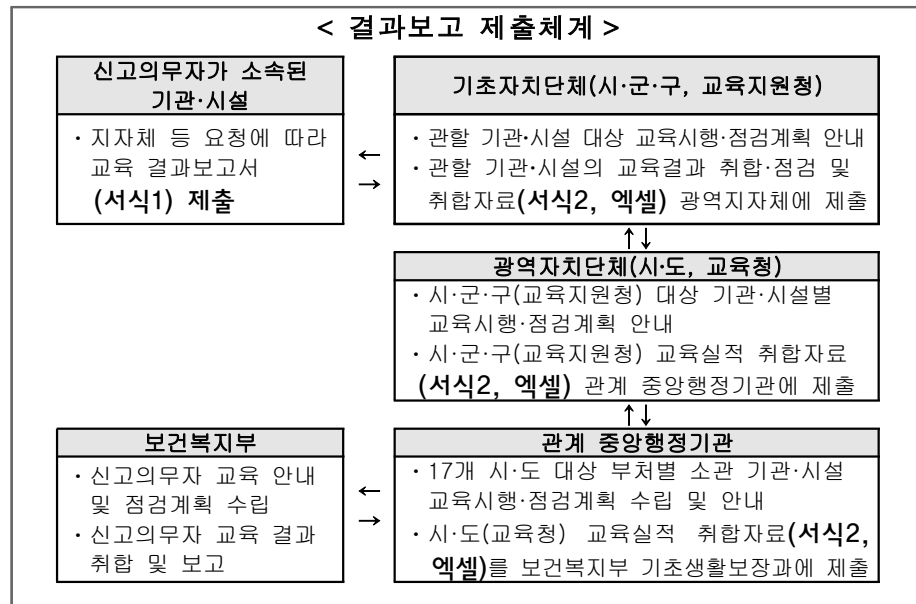 < 결과보고 제출체계 >
신고의무자가 소속된
기관·시설
· 지자체 등 요청에 따라
교육 결과보고서
(서식1) 제출
←
→
기초자치단체(시·군·구, 교육지원청)
· 관할 기관·시설 대상 교육시행·점검계획 안내
· 관할 기관·시설의 교육결과 취합·점검 및
취합자료(서식2, 엑셀) 광역지자체에 제출
↑↓
광역자치단체(시·도, 교육청)
· 시·군·구(교육지원청) 대상 기관·시설별
교육시행·점검계획 안내
· 시·군·구(교육지원청) 교육실적 취합자료
(서식2, 엑셀) 관계 중앙행정기관에 제출
↑↓
보건복지부
· 신고의무자 교육 안내
및 점검계획 수립
· 신고의무자 교육 결과
취합 및 보고
←
→
관계 중앙행정기관
· 17개 시·도 대상 부처별 소관 기관·시설
교육시행·점검계획 수립 및 안내
· 시·도(교육청) 교육실적 취합자료(서식2,
엑셀)를 보건복지부 기초생활보장과에 제출